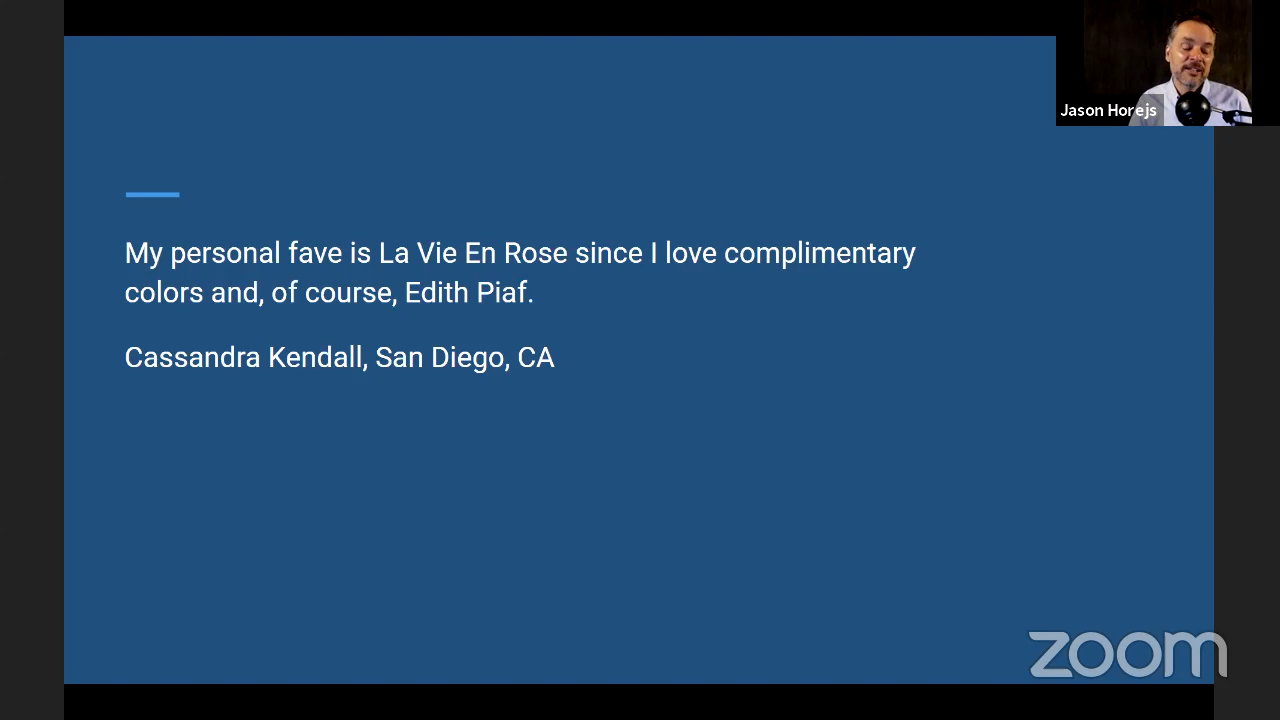 Jason Horejs
My personal fave is La Vie En Rose since I love complimentary
colors and, of course, Edith Piaf.
Cassandra Kendall, San Diego, CA
zoom